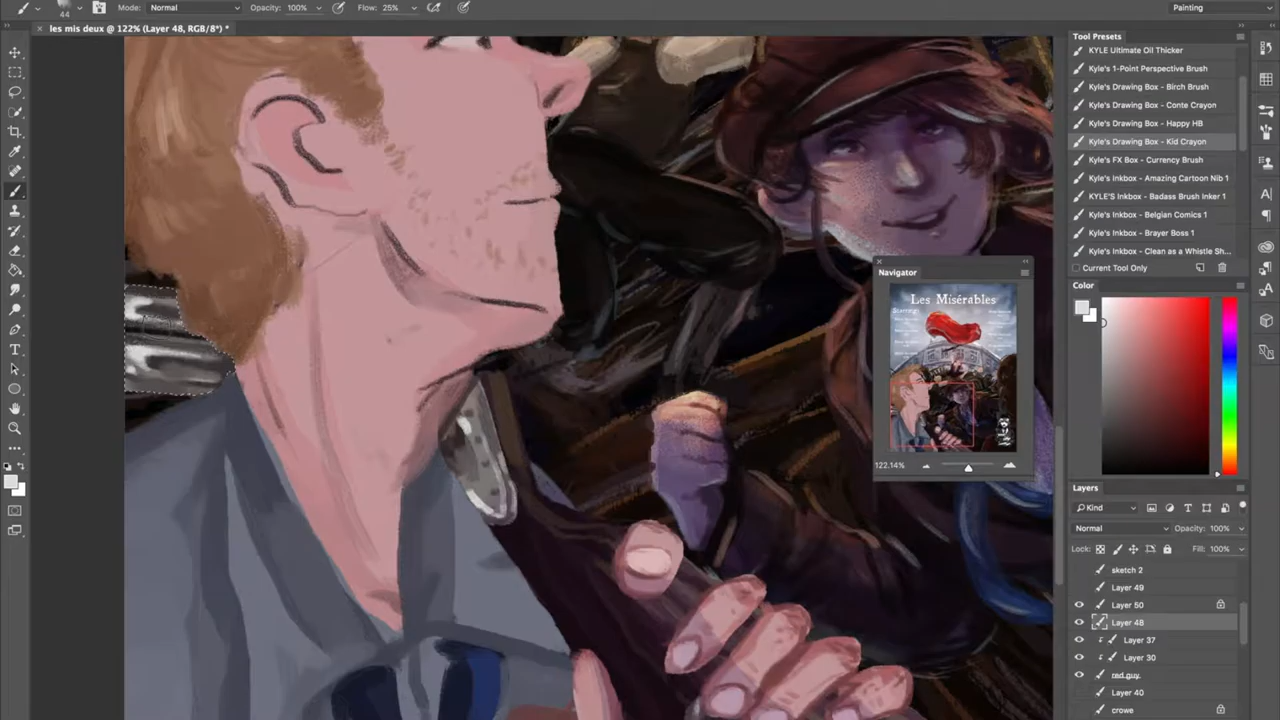 44
Mode:
Normal
Opacity: 100%
Flow: 25%
Painting
les mis deux @ 122% (Layer 48, RGB/8*) *
Tool Presets
KYLE Ultimate Oil Thicker
Kyle's 1-Point Perspective Brush
Kyle's Drawing Box - Birch Brush
Kyle's Drawing Box - Conte Crayon
Kyle's Drawing Box - Happy HB
Kyle's Drawing Box - Kid Crayon
Kyle's FX Box - Currency Brush
Kyle's Inkbox - Amazing Cartoon Nib 1
KYLE'S Inkbox - Badass Brush Inker 1
Kyle's Inkbox - Belgian Comics 1
Kyle's Inkbox - Brayer Boss 1
Kyle's Inkbox - Clean as a Whistle Sh...
Current Tool Only
Navigator
Les Misérables
Starring:
122.14%
Color
Layers
Kind
Normal
Opacity: 100%
Lock:
Fill: 100%
sketch 2
Layer 49
Layer 50
Layer 48
Layer 37
Layer 30
red guy
Layer 40
crowe